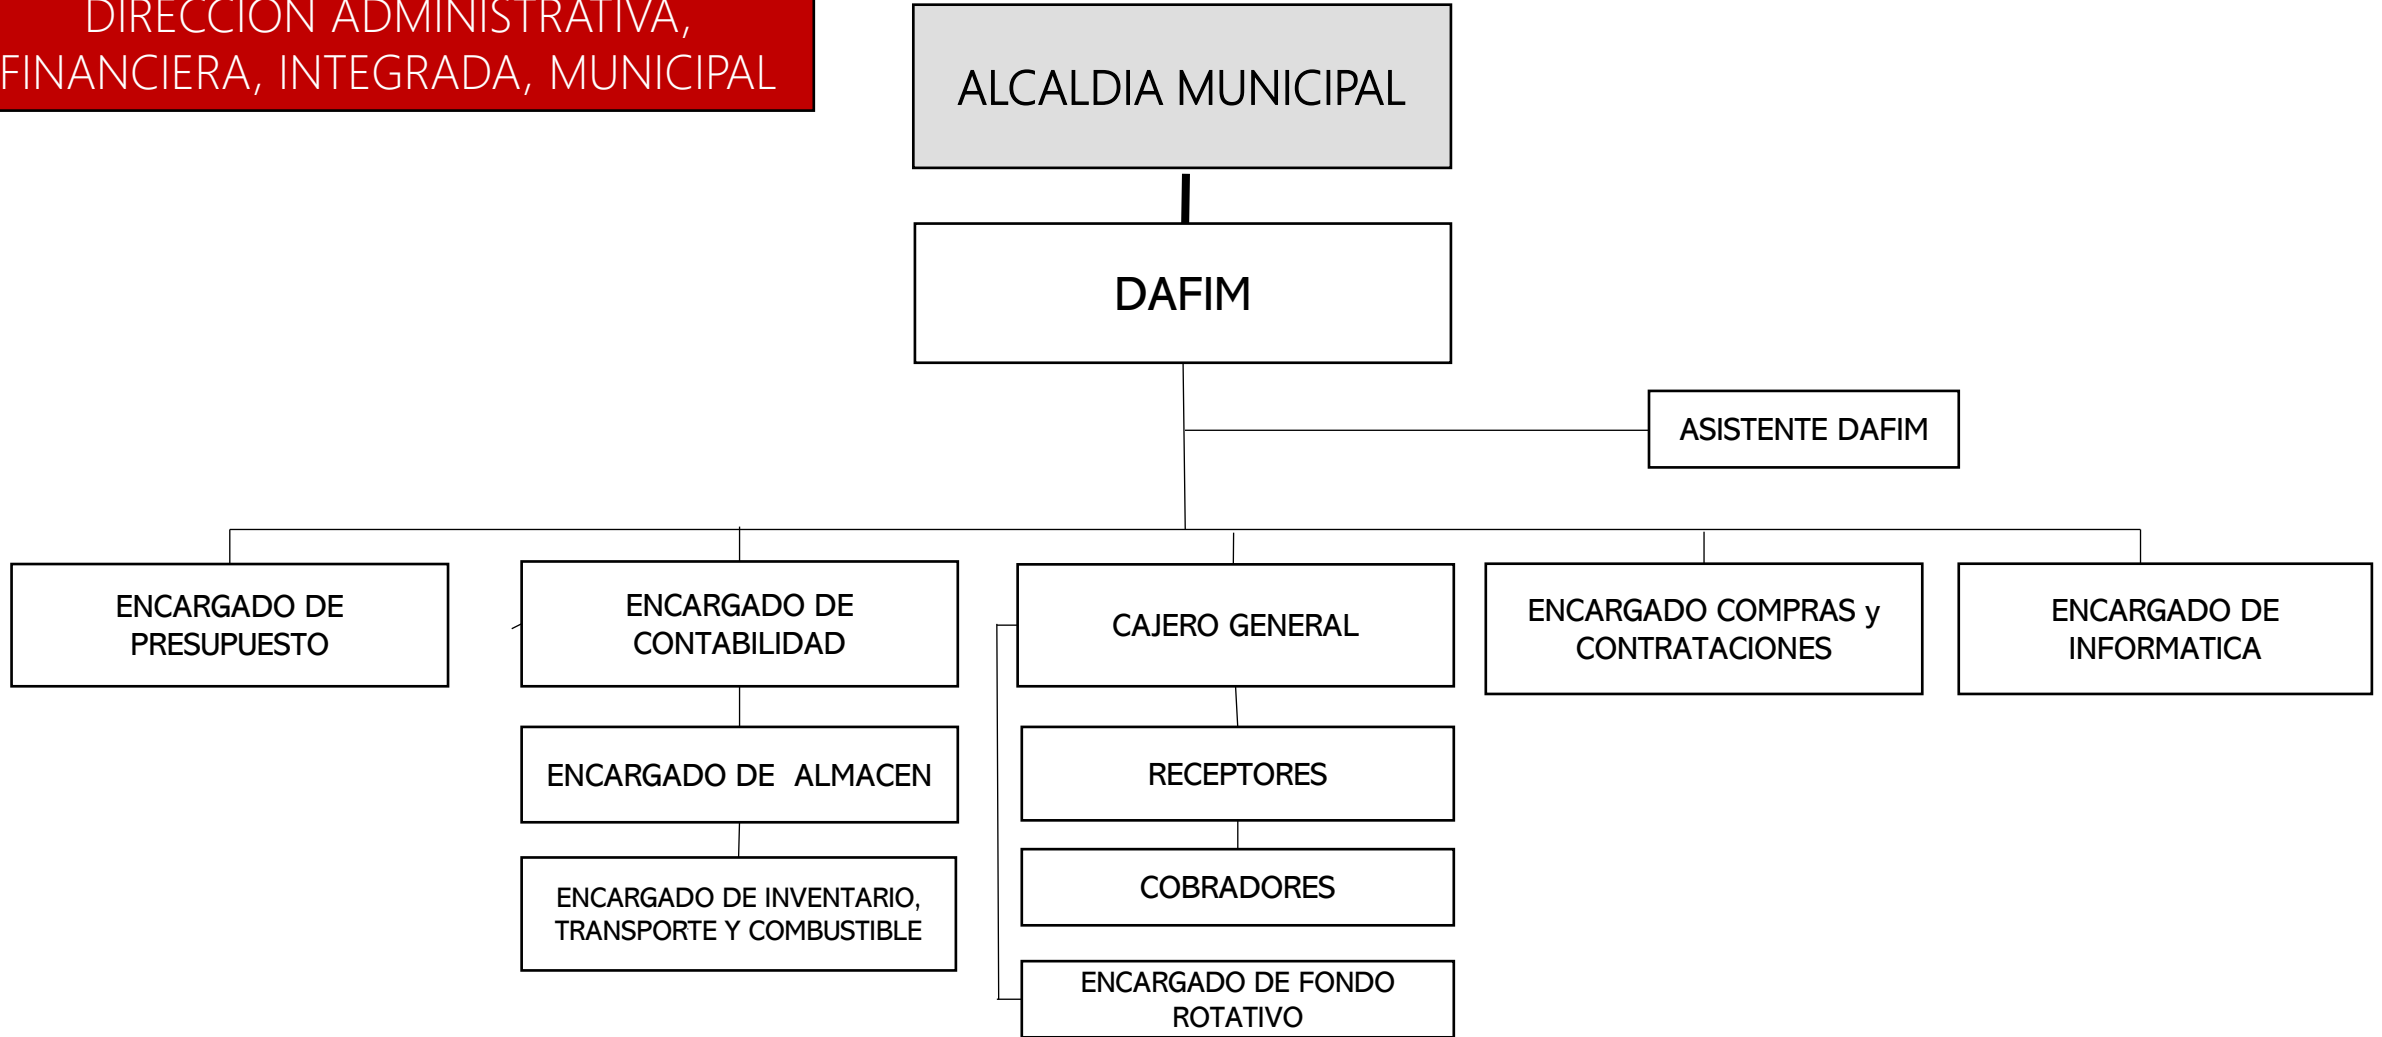 DIRECCIÓN ADMINISTRATIVA,
FINANCIERA, INTEGRADA, MUNICIPAL
ALCALDIA MUNICIPAL
DAFIM
ASISTENTE DAFIM
ENCARGADO DE
PRESUPUESTO
ENCARGADO DE
CONTABILIDAD
CAJERO GENERAL
ENCARGADO COMPRAS y
CONTRATACIONES
ENCARGADO DE
INFORMATICA
ENCARGADO DE  ALMACEN
RECEPTORES
ENCARGADO DE INVENTARIO,
TRANSPORTE Y COMBUSTIBLE
COBRADORES
ENCARGADO DE FONDO
ROTATIVO